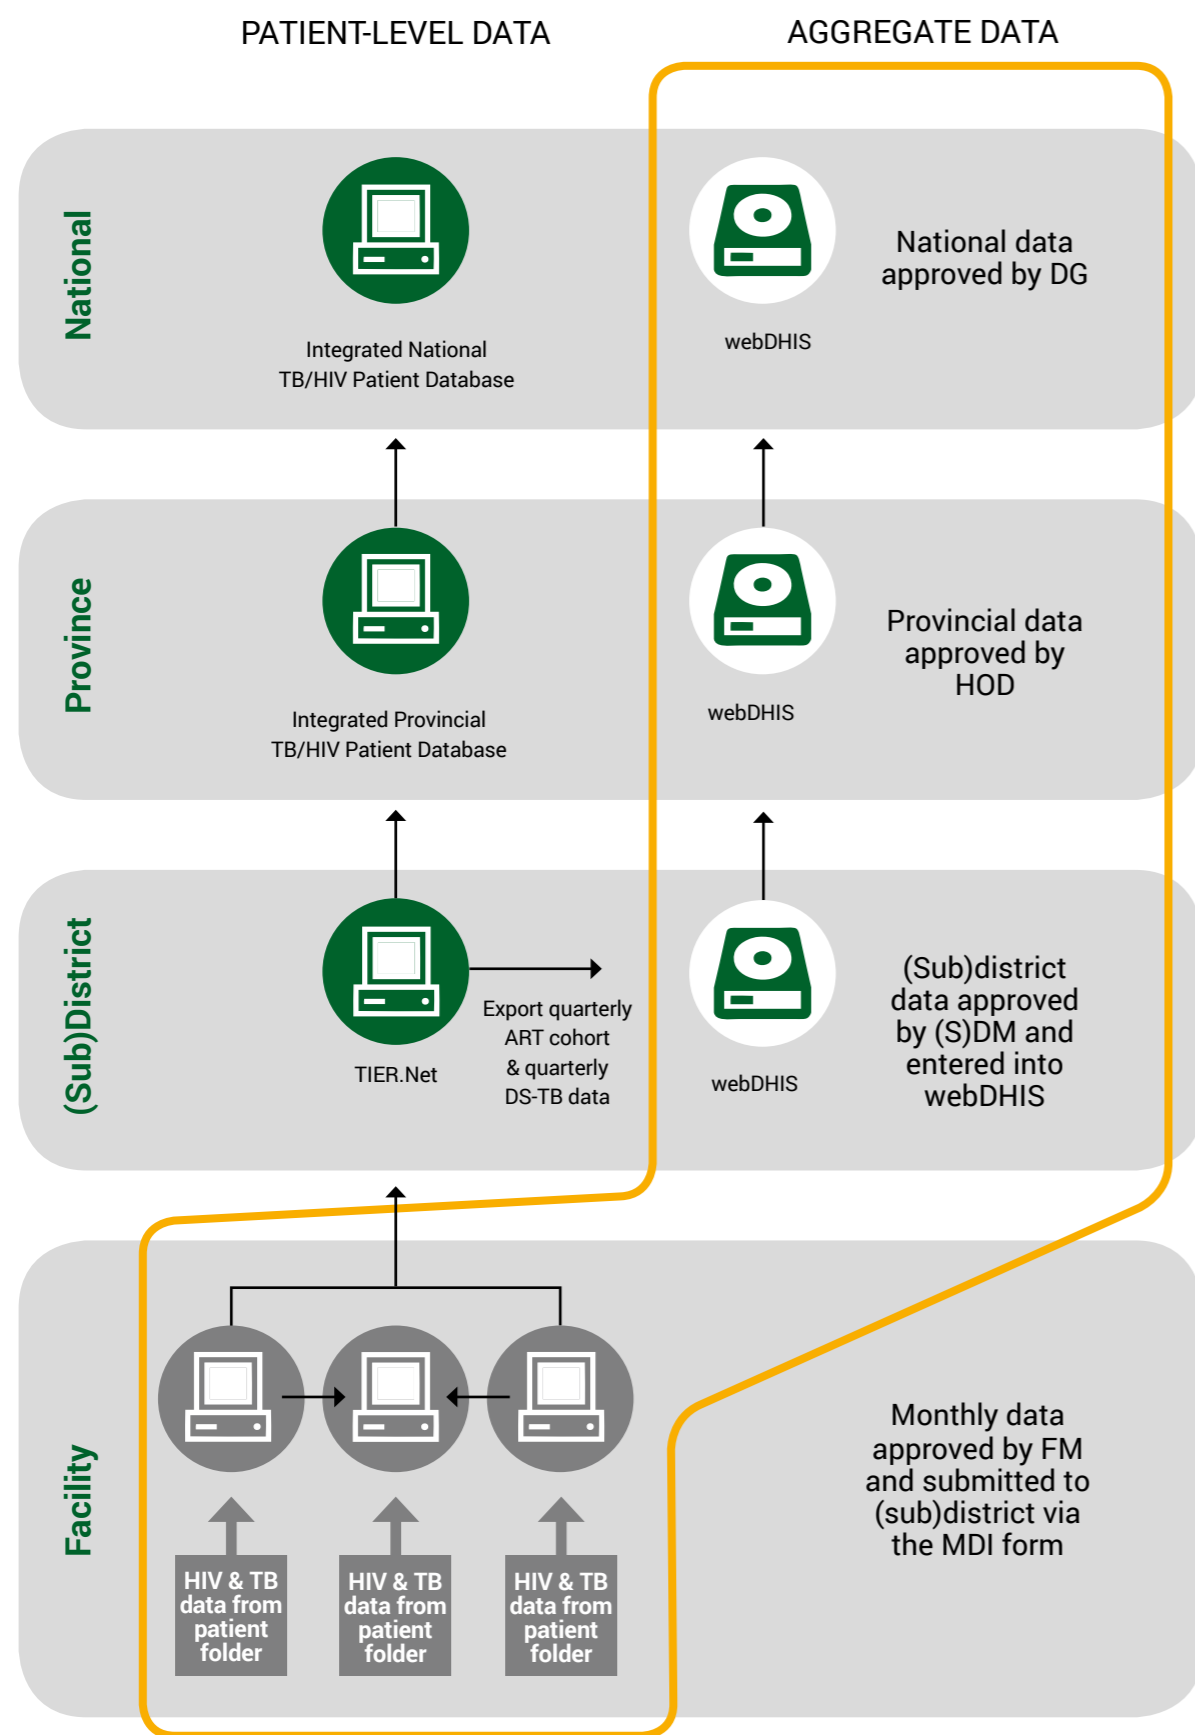 PATIENT-LEVEL DATA
AGGREGATE DATA
National
Integrated National
TB/HIV Patient Database
webDHIS
National data
approved by DG
Province
Integrated Provincial
TB/HIV Patient Database
webDHIS
Provincial data
approved by
HOD
(Sub)District
TIER.Net
Export quarterly
ART cohort
& quarterly
DS-TB data
webDHIS
(Sub)district
data approved
by (S)DM and
entered into
webDHIS
Facility
HIV & TB
data from
patient
folder
HIV & TB
data from
patient
folder
HIV & TB
data from
patient
folder
Monthly data
approved by FM
and submitted to
(sub)district via
the MDI form